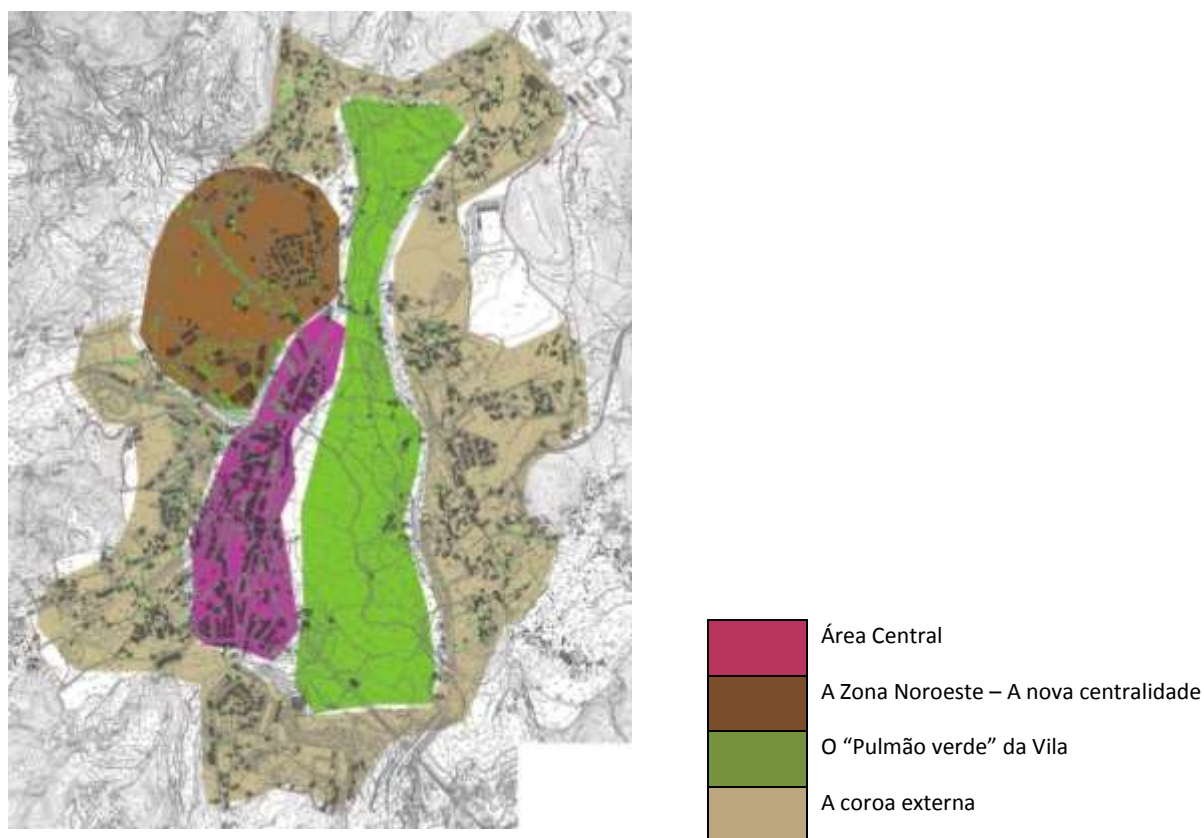 Área Central
A Zona Noroeste – A nova centralidade
O “Pulmão verde” da Vila
A coroa externa